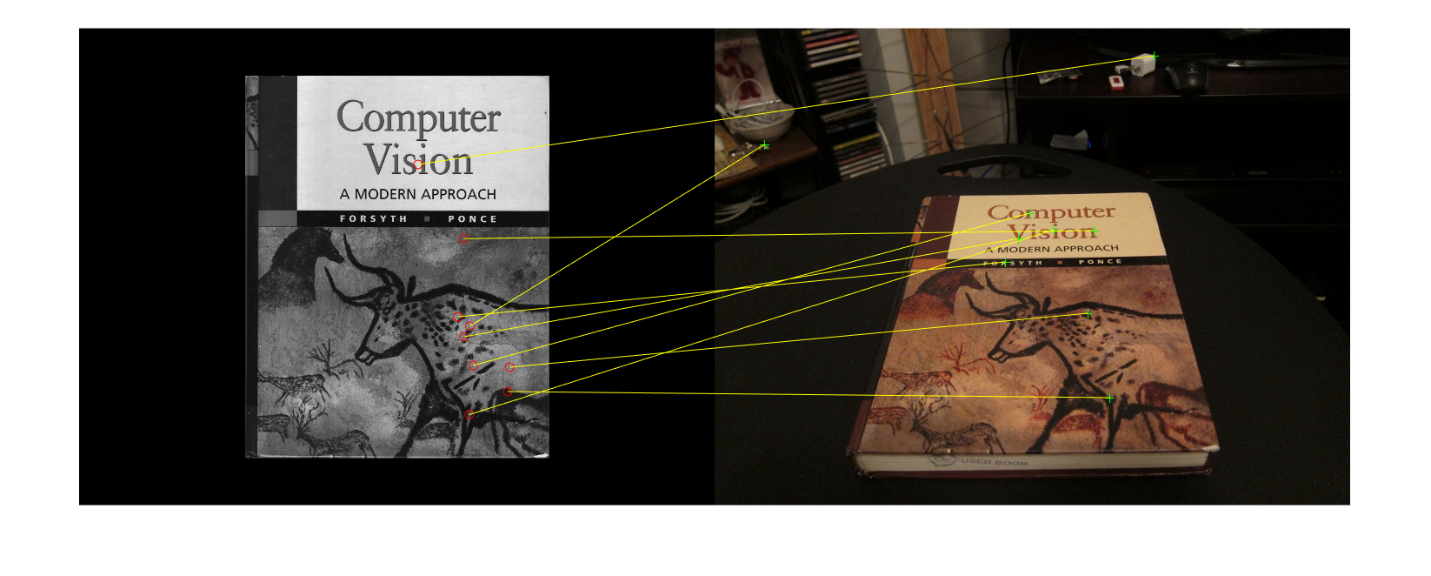 Computer
Vision
A MODERN APPROACH
FORSYTH PONCE
Computer
Vision
A MODERN APPROACH
FORSYTH PONCE
USED BOOK